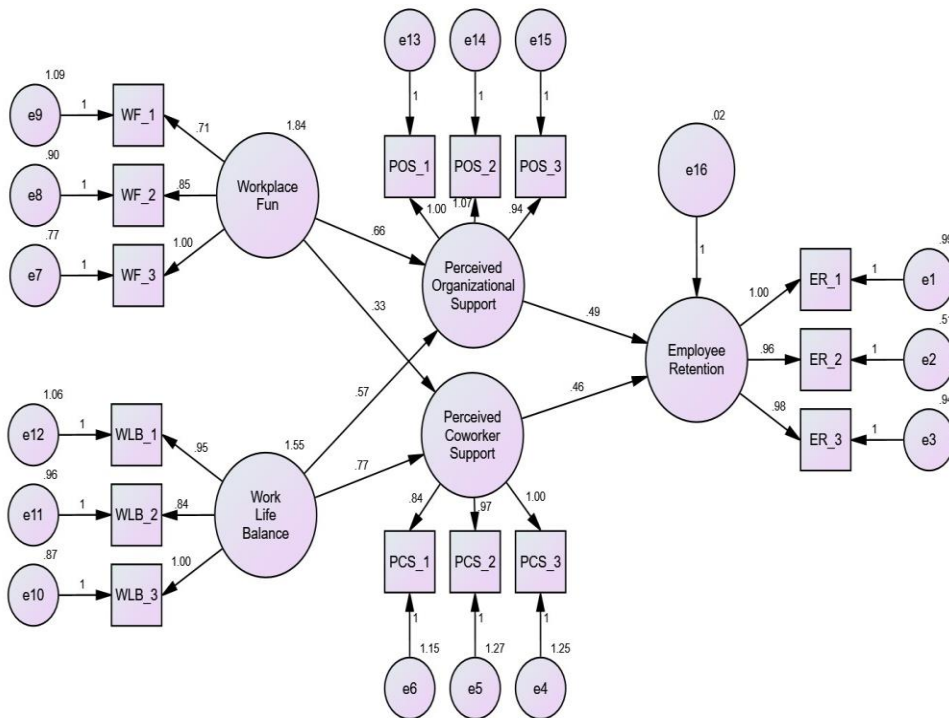 e13
e14
e15
1.09
e9
1
WF_1
.71
1.84
1
1
1
.02
.90
e8
1
WF_2
.85
Workplace
Fun
POS_1
POS_2
POS_3
e16
.77
e7
1
WF_3
1.00
1.00
1.07
.94
.66
1
Perceived
Organizational
Support
.99
ER_1
1
e1
1.00
.33
.49
.51
Employee
Retention
.96
ER_2
1
e2
.57
.46
.98
.94
1.06
e12
1
WLB_1
.95
1.55
Perceived
Coworker
Support
ER_3
1
e3
.77
.96
e11
1
WLB_2
.84
Work
Life
Balance
.84
.97
1.00
.87
e10
1
WLB_3
1.00
PCS_1
PCS_2
PCS_3
1
1
1
1.15
1.27
1.25
e6
e5
e4